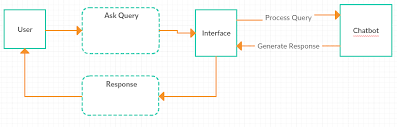 Ask Query
User
Process Query
Interface
Chatbot
Generate Response
Response